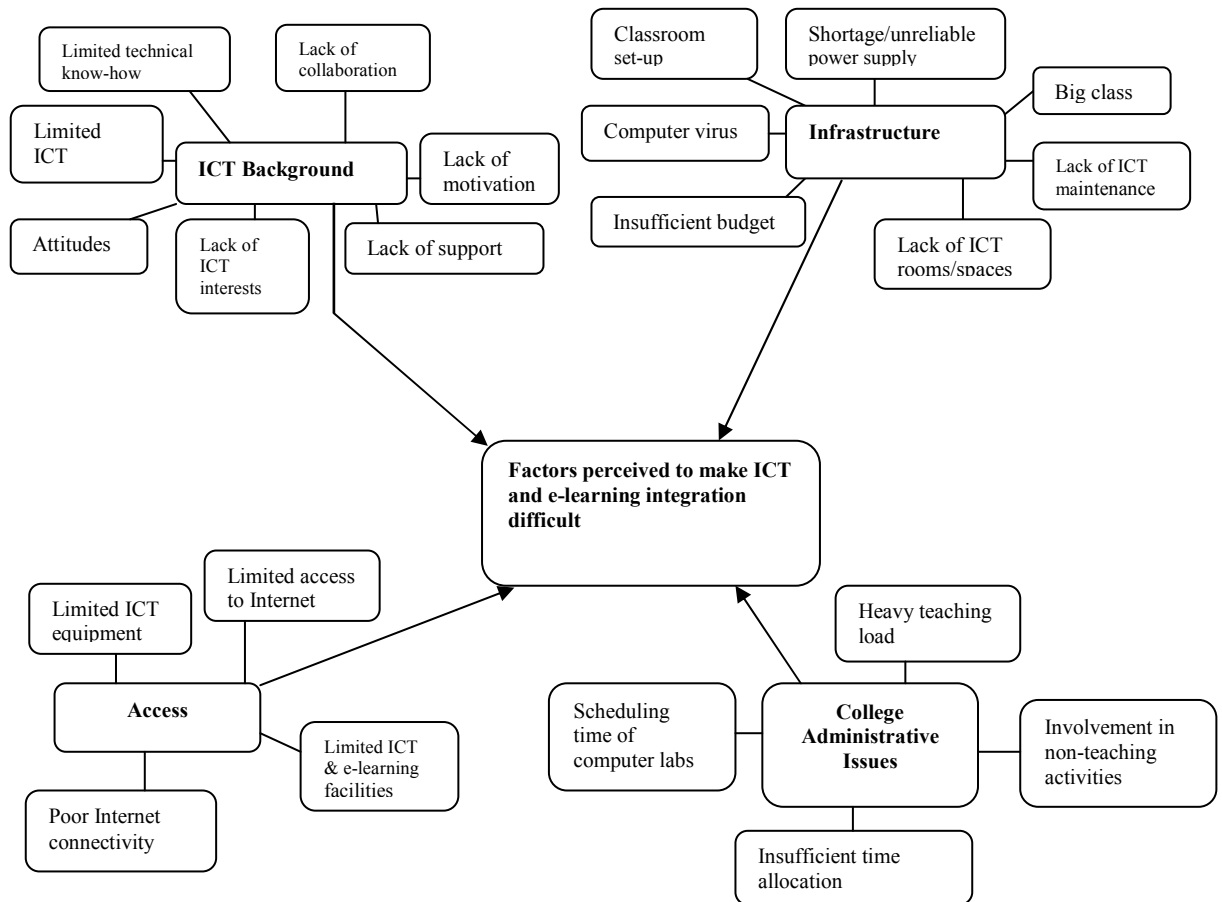 Limited technical
know-how
Lack of
collaboration
Limited
ICT
ICT Background
Lack of
motivation
Attitudes
Lack of
ICT
interests
Lack of support
Classroom
set-up
Shortage/unreliable
power supply
Big class
Computer virus
Infrastructure
Lack of ICT
maintenance
Insufficient budget
Lack of ICT
rooms/spaces
Factors perceived to make ICT
and e-learning integration
difficult
Limited ICT
equipment
Limited access
to Internet
Access
Limited ICT
& e-learning
facilities
Poor Internet
connectivity
Heavy teaching
load
Scheduling
time of
computer labs
College
Administrative
Issues
Involvement in
non-teaching
activities
Insufficient time
allocation